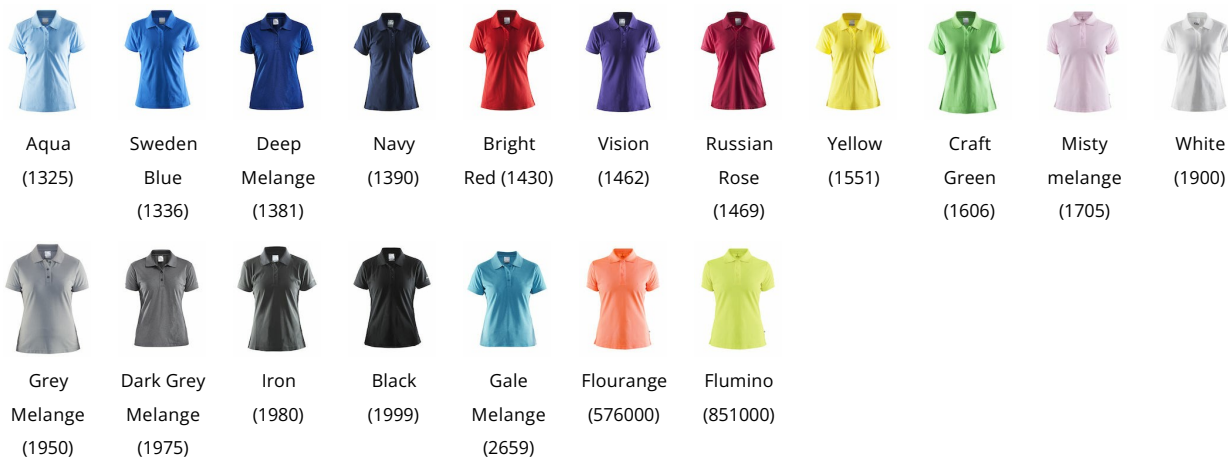 Aqua
(1325)
Sweden
Blue
(1336)
Deep
Melange
(1381)
Navy
(1390)
Bright
Red (1430)
Vision
(1462)
Russian
Rose
(1469)
Yellow
(1551)
Craft
Green
(1606)
Misty
melange
(1705)
White
(1900)
Grey
Melange
(1950)
Dark Grey
Melange
(1975)
Iron
(1980)
Black
(1999)
Gale
Melange
(2659)
Flourange
(576000)
Flumino
(851000)